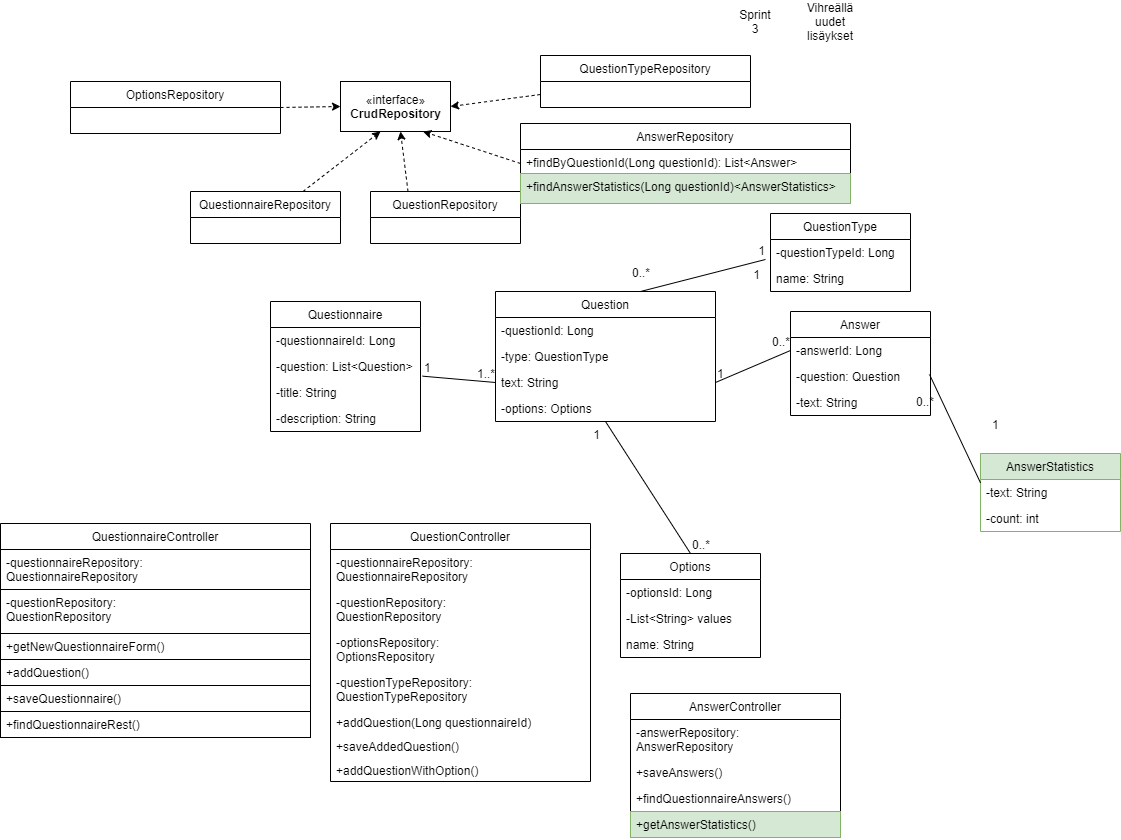 Sprint
3
Vihreällä
uudet
lisäykset
OptionsRepository
«interface»
CrudRepository
QuestionTypeRepository
AnswerRepository
+findByQuestionId(Long questionId): List<Answer>
+findAnswerStatistics(Long questionId)<AnswerStatistics>
QuestionnaireRepository
QuestionRepository
QuestionType
-questionTypeId: Long
name: String
1
1
0..*
Questionnaire
-questionnaireId: Long
-question: List<Question>
-title: String
-description: String
1
1..*
Question
-questionId: Long
-type: QuestionType
text: String
-options: Options
1
0..*
Answer
-answerId: Long
-question: Question
-text: String
0..*
1
AnswerStatistics
-text: String
-count: int
1
0..*
Options
-optionsId: Long
-List<String> values
name: String
QuestionnaireController
-questionnaireRepository:
QuestionnaireRepository
-questionRepository:
QuestionRepository
+getNewQuestionnaireForm()
+addQuestion()
+saveQuestionnaire()
+findQuestionnaireRest()
QuestionController
-questionnaireRepository:
QuestionnaireRepository
-questionRepository:
QuestionRepository
-optionsRepository:
OptionsRepository
-questionTypeRepository:
QuestionTypeRepository
+addQuestion(Long questionnaireId)
+saveAddedQuestion()
+addQuestionWithOption()
AnswerController
-answerRepository:
AnswerRepository
+saveAnswers()
+findQuestionnaireAnswers()
+getAnswerStatistics()